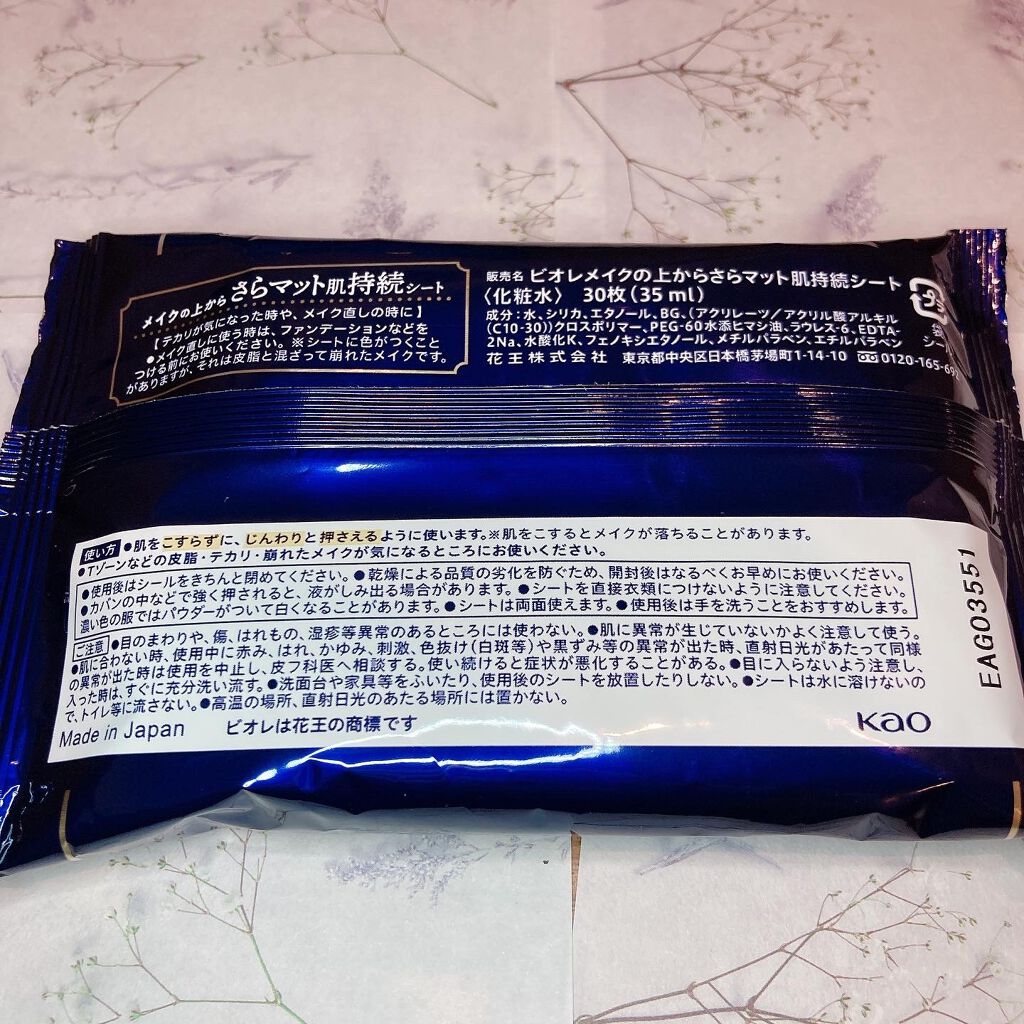 メイクの上からさらマット肌持続シート
【テカリが気になった時や、メイク直しの時に】
●メイク直しに使う時は、ファンデーションなどを
つける前にお使いください。※シートに色がつくこと
がありますが、それは皮脂と混ざって崩れたメイクです。
販売名 ビオレメイクの上からさらマット肌持続シート
〈化粧水〉 30枚(35ml)
成分:水、シリカ、エタノール、BG、(アクリレーツ/アクリル酸アルキル
(C10-30))クロスポリマー、PEG-60水添ヒマシ油、ラウレス-6、EDTA-
2Na、水酸化K、フェノキシエタノール、メチルパラベン、エチルパラベン
花王株式会社 東京都中央区日本橋茅場町1-14-10 0120-165-69
袋
シー
使い方 ●肌をこすらずに、じんわりと押さえるように使います。※肌をこするとメイクが落ちることがあります。
●Tゾーンなどの皮脂・テカリ・崩れたメイクが気になるところにお使いください。
●使用後はシールをきちんと閉めてください。●乾燥による品質の劣化を防ぐため、開封後はなるべくお早めにお使いください。
●カバンの中などで強く押されると、液がしみ出る場合があります。●シートを直接衣類につけないように注意してください。
濃い色の服ではパウダーがついて白くなることがあります。●シートは両面使えます。●使用後は手を洗うことをおすすめします。
ご注意 ●目のまわりや、傷、はれもの、湿疹等異常のあるところには使わない。●肌に異常が生じていないかよく注意して使う。
●肌に合わない時、使用中に赤み、はれ、かゆみ、刺激、色抜け(白斑等)や黒ずみ等の異常が出た時、直射日光があたって同様
の異常が出た時は使用を中止し、皮フ科医へ相談する。使い続けると症状が悪化することがある。●目に入らないよう注意し、
入った時は、すぐに充分洗い流す。●洗面台や家具等をふいたり、使用後のシートを放置したりしない。●シートは水に溶けないの
で、トイレ等に流さない。●高温の場所、直射日光のあたる場所には置かない。
Made in Japan ビオレは花王の商標です
Kao
EAG03551